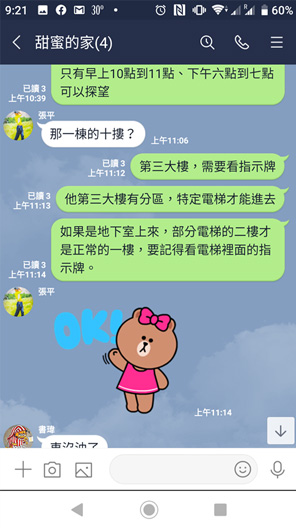 9:21
30°
60%
甜蜜的家(4)
只有早上10點到11點、下午六點到七點
可以探望
已讀 3
上午10:39
張平
那一棟的十摟？
上午11:06
已讀 3
上午11:12
第三大樓，需要看指示牌
已讀 3
上午11:13
他第三大樓有分區，特定電梯才能進去
如果是地下室上來，部分電梯的二樓才
是正常的一樓，要記得看電梯裡面的指
示牌。
已讀 3
上午11:14
張平
OK!
上午11:14
書瑋